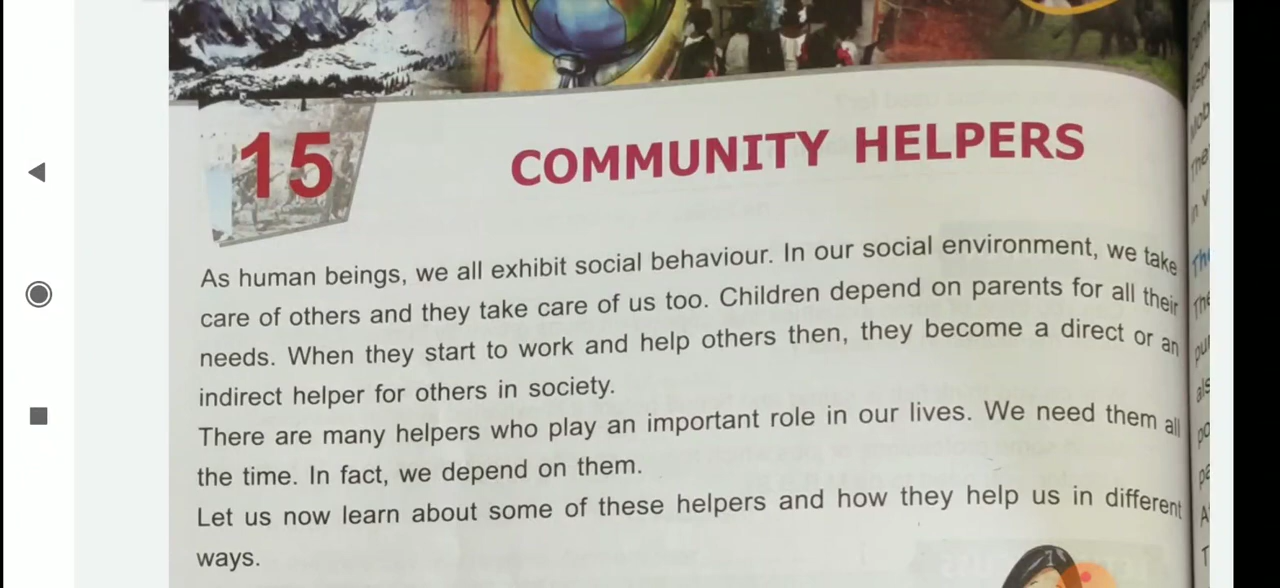 15
COMMUNITY HELPERS
As human beings, we all exhibit social behaviour. In our social environment, we take
care of others and they take care of us too. Children depend on parents for all their
needs. When they start to work and help others then, they become a direct or an
indirect helper for others in society.
There are many helpers who play an important role in our lives. We need them all
the time. In fact, we depend on them.
Let us now learn about some of these helpers and how they help us in different
ways.